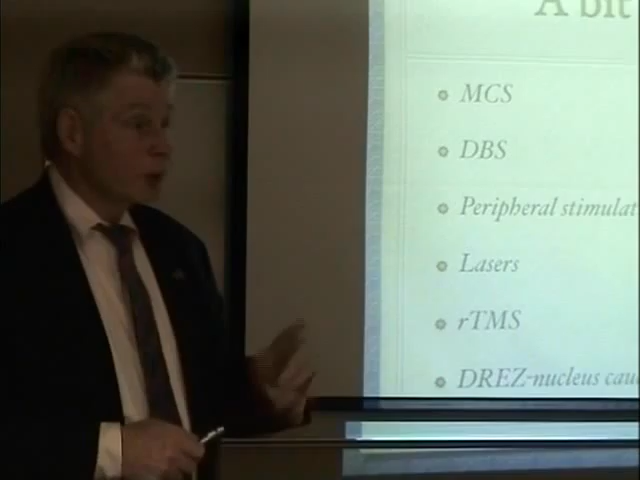 A bit
MCS
DBS
Peripheral stimulat
Lasers
rTMS
DREZ-nucleus cau